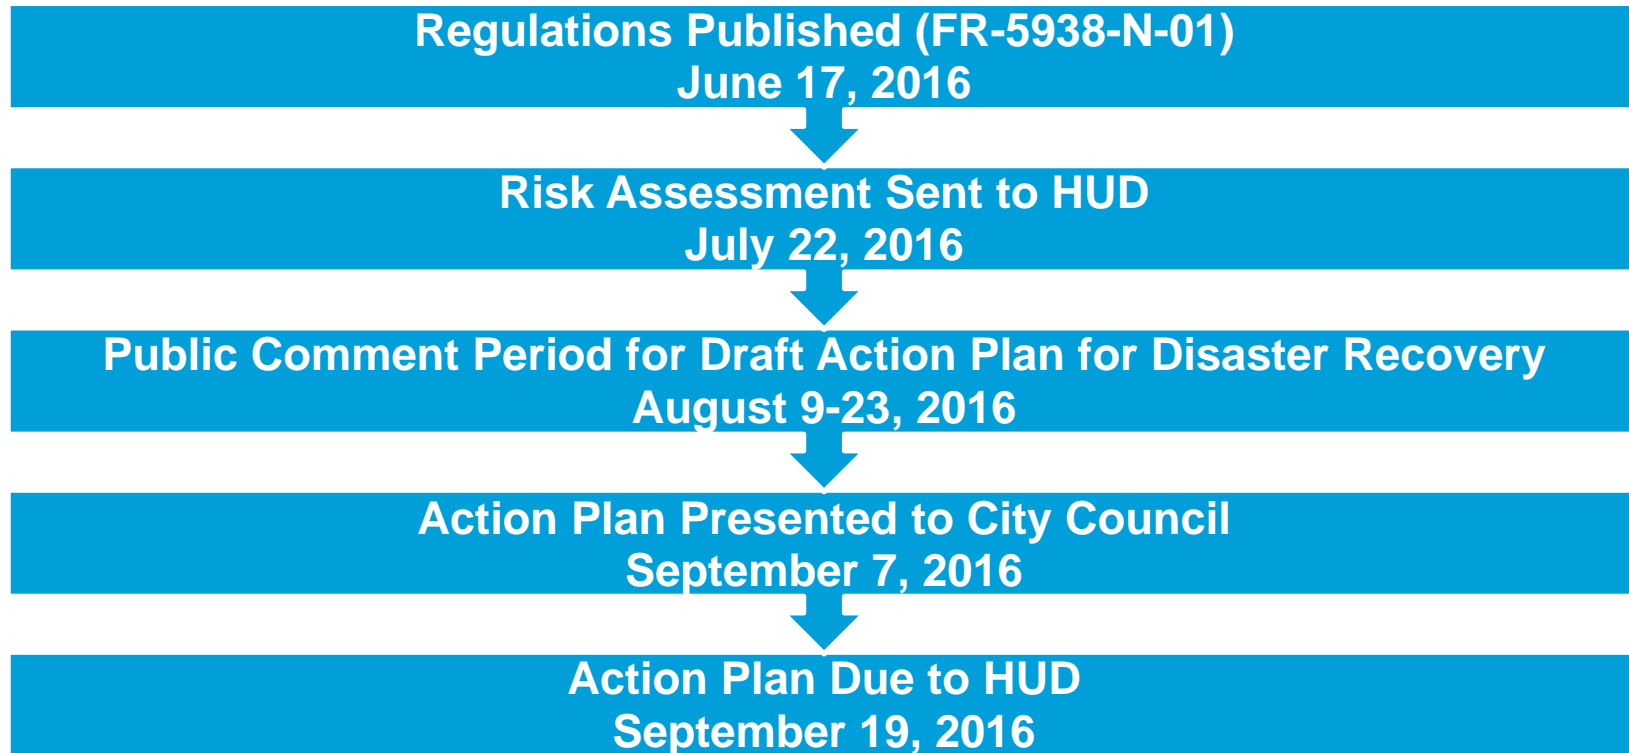 Regulations Published (FR-5938-N-01)
June 17, 2016
Risk Assessment Sent to HUD
July 22, 2016
Public Comment Period for Draft Action Plan for Disaster Recovery
August 9-23, 2016
Action Plan Presented to City Council
September 7, 2016
Action Plan Due to HUD
September 19, 2016